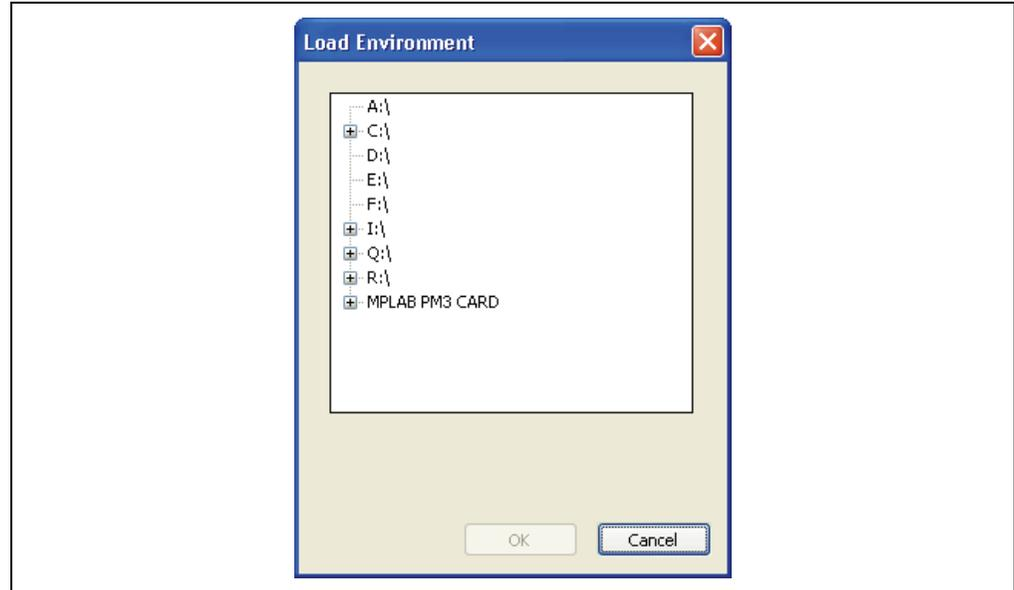 Load Environment
A:\
C:\
D:\
E:\
F:\
I:\
Q:\
R:\
MPLAB PM3 CARD
OK
Cancel